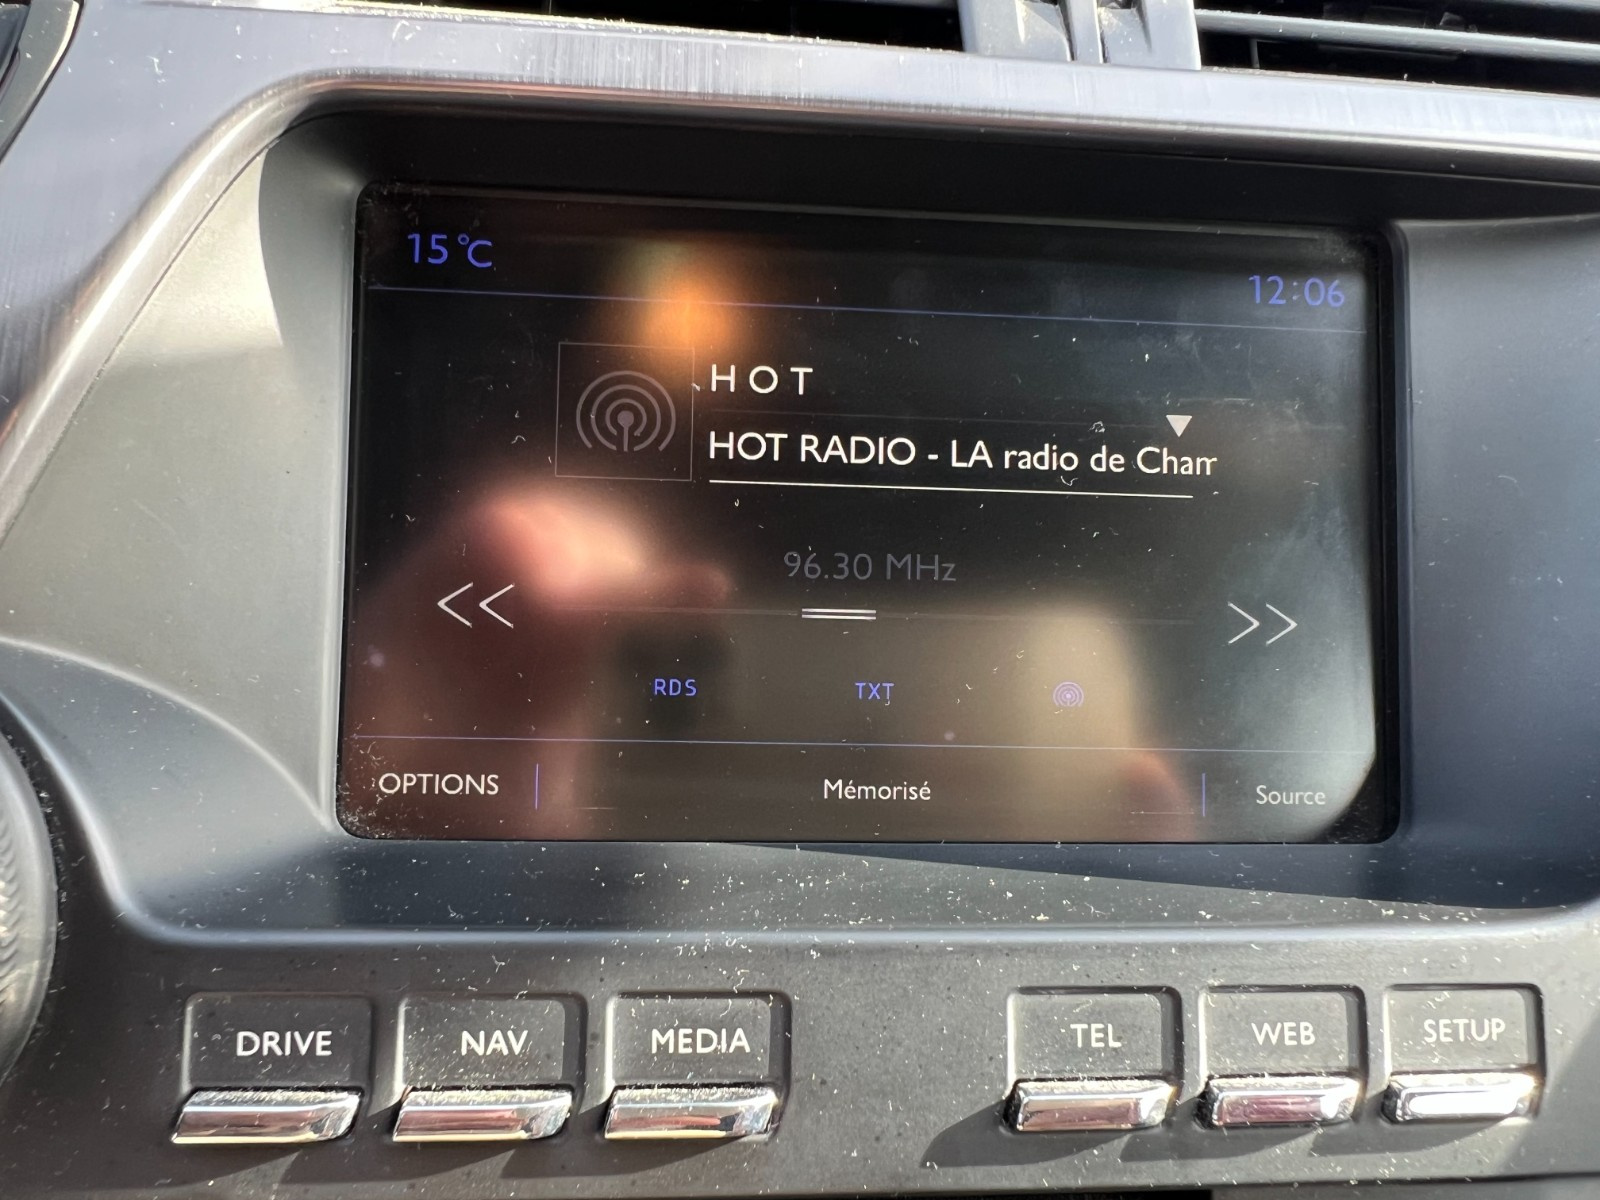 15°C
12:06
H O T
HOT RADIO - LA radio de Cham
96.30 MHz
<< >>
RDS TXT
OPTIONS Mémorisé Source
DRIVE NAV MEDIA TEL WEB SETUP